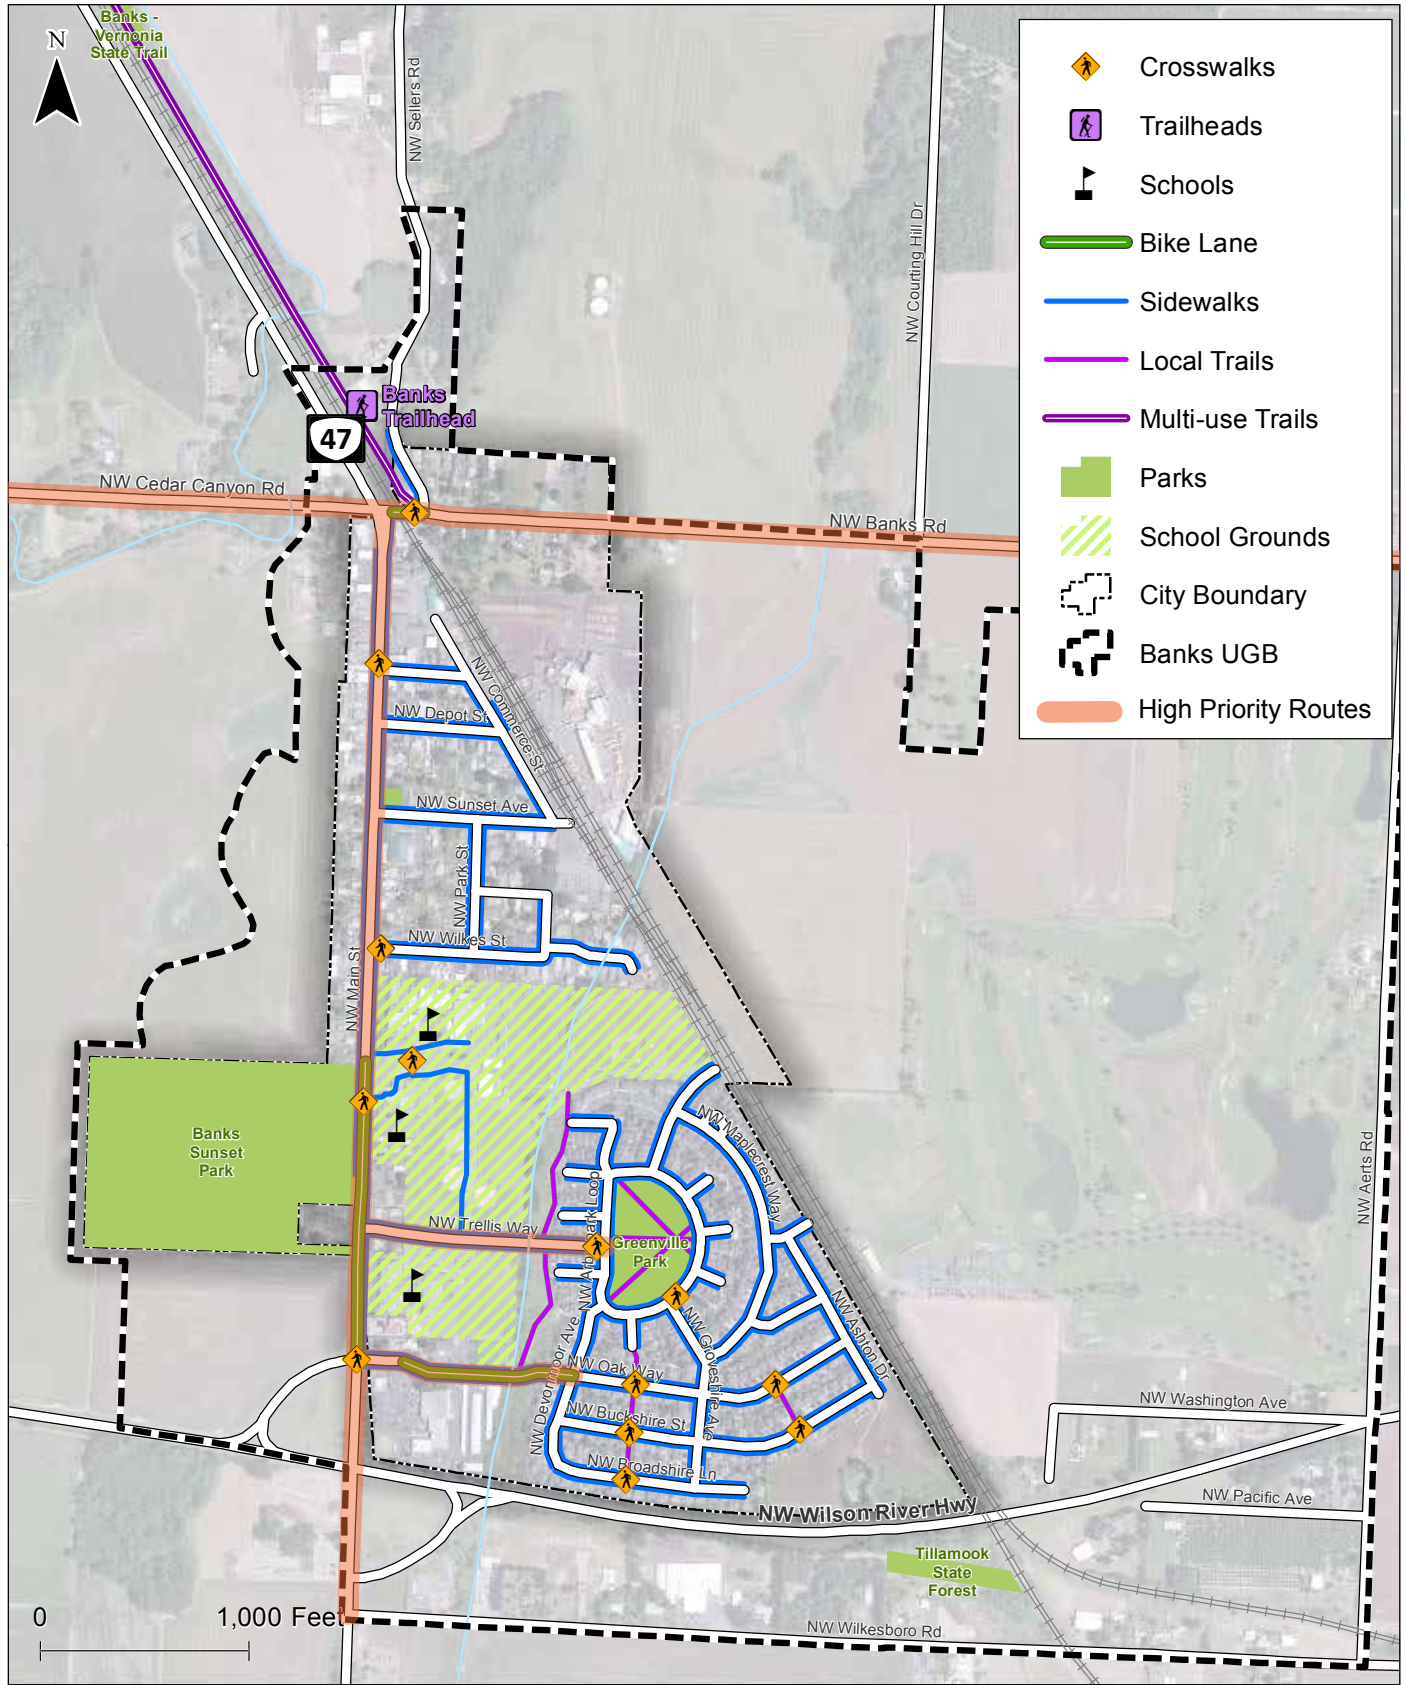 Banks -
Vernonia
State Trail
N
NW Sellers Rd
NW Courting Hill Dr
Crosswalks
Trailheads
Schools
Bike Lane
Sidewalks
Local Trails
Multi-use Trails
Parks
School Grounds
City Boundary
Banks UGB
High Priority Routes
Banks
Trailhead
47
NW Cedar Canyon Rd
NW Banks Rd
NW Commerce St
NW Depot St
NW Sunset Ave
NW Park St
NW Wilkes St
NW Main St
Banks
Sunset
Park
NW Maplecrest Way
NW Aerts Rd
NW Trellis Way
NW Arbor Park Loop
Greenville
Park
NW Ashton Dr
NW Groveshire Ave
NW Devonmoor Ave
NW Oak Way
NW Buckshire St
NW Broadshire Ln
NW Washington Ave
NW Pacific Ave
NW Wilson River Hwy
Tillamook
State
Forest
0 1,000 Feet
NW Wilkesboro Rd